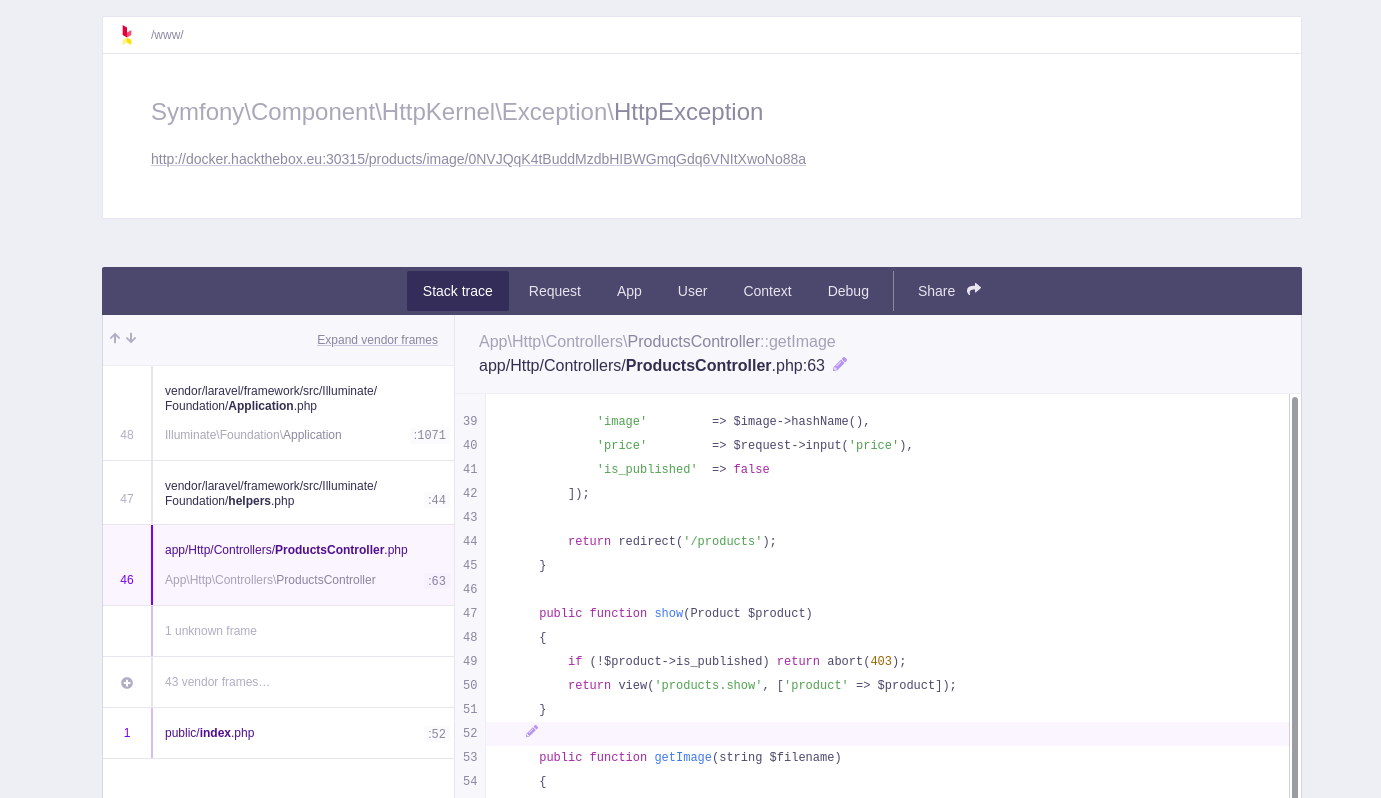 /www/
Symfony\Component\HttpKernel\Exception\HttpException
http://docker.hackthebox.eu:30315/products/image/0NVJQqK4tBuddMzdbHIBWGmqGdq6VNItXwoNo88a
Stack trace Request App User Context Debug Share
Expand vendor frames
vendor/laravel/framework/src/Illuminate/
Foundation/Application.php
48 Illuminate\Foundation\Application :1071
vendor/laravel/framework/src/Illuminate/
Foundation/helpers.php
47 :44
app/Http/Controllers/ProductsController.php
46 App\Http\Controllers\ProductsController :63
1 unknown frame
43 vendor frames…
1 public/index.php :52
App\Http\Controllers\ProductsController::getImage
app/Http/Controllers/ProductsController.php:63
39 'image' => $image->hashName(),
40 'price' => $request->input('price'),
41 'is_published' => false
42 ]);
43
44 return redirect('/products');
45 }
46
47 public function show(Product $product)
48 {
49 if (!$product->is_published) return abort(403);
50 return view('products.show', ['product' => $product]);
51 }
52
53 public function getImage(string $filename)
54 {